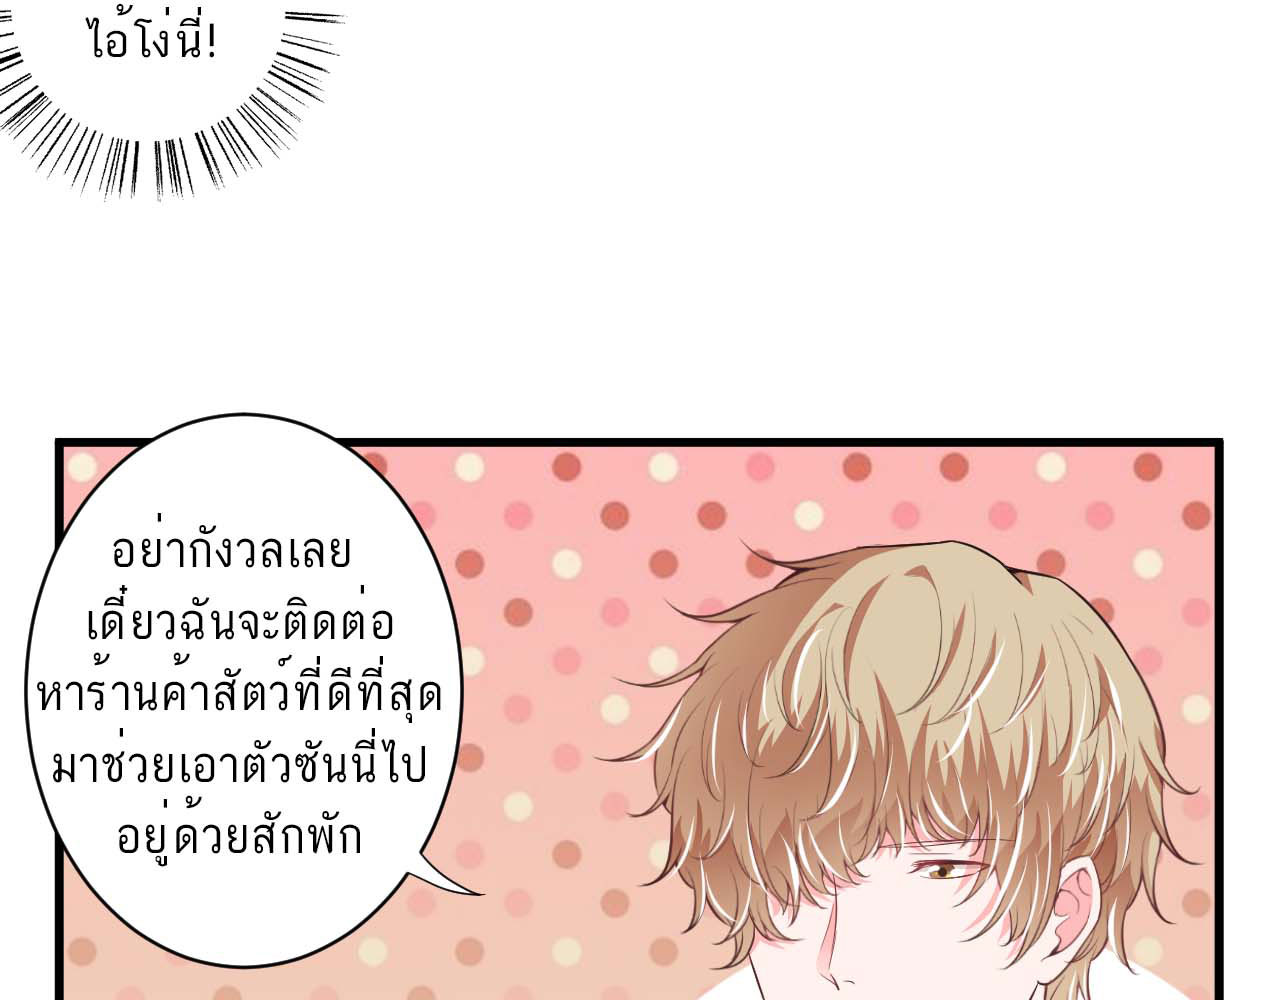 ไอ้โง่นี่!
อย่ากังวลเลย
เดี๋ยวฉันจะติดต่อ
หาร้านค้าสัตว์ที่ดีที่สุด
มาช่วยเอาตัวซันนี่ไป
อยู่ด้วยสักพัก